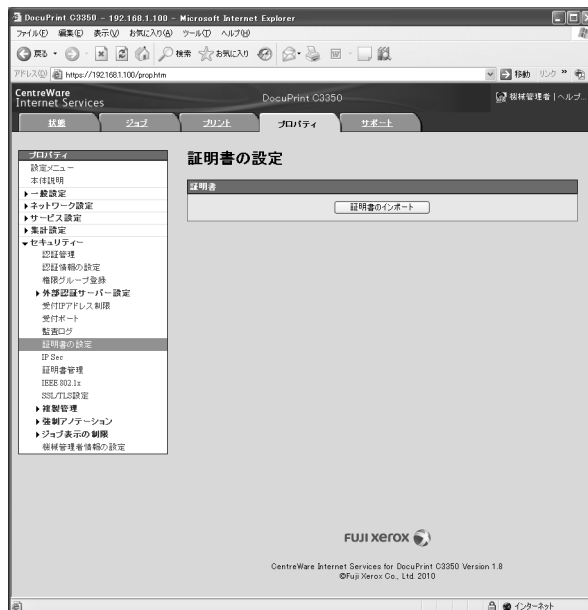 DocuPrint C3350 - 192.168.1.100 - Microsoft Internet Explorer
ファイル(F) 編集(E) 表示(V) お気に入り(A) ツール(T) ヘルプ(H)
戻る 検索 お気に入り
アドレス(D) https://192.168.1.100/prop.htm 移動 リンク »
CentreWare
Internet Services
DocuPrint C3350
機械管理者 | ヘルプ...
状態 ジョブ プリント プロパティ サポート
プロパティ
設定メニュー
本体説明
一般設定
ネットワーク設定
サービス設定
集計設定
セキュリティー
認証管理
認証情報の設定
権限グループ登録
外部認証サーバー設定
受付IPアドレス制限
受付ポート
監査ログ
証明書の設定
IP Sec
証明書管理
IEEE 802.1x
SSL/TLS設定
複製管理
強制アノテーション
ジョブ表示の制限
機械管理者情報の設定
証明書の設定
証明書
証明書のインポート
FUJI XEROX
CentreWare Internet Services for DocuPrint C3350 Version 1.8
©Fuji Xerox Co., Ltd. 2010
インターネット